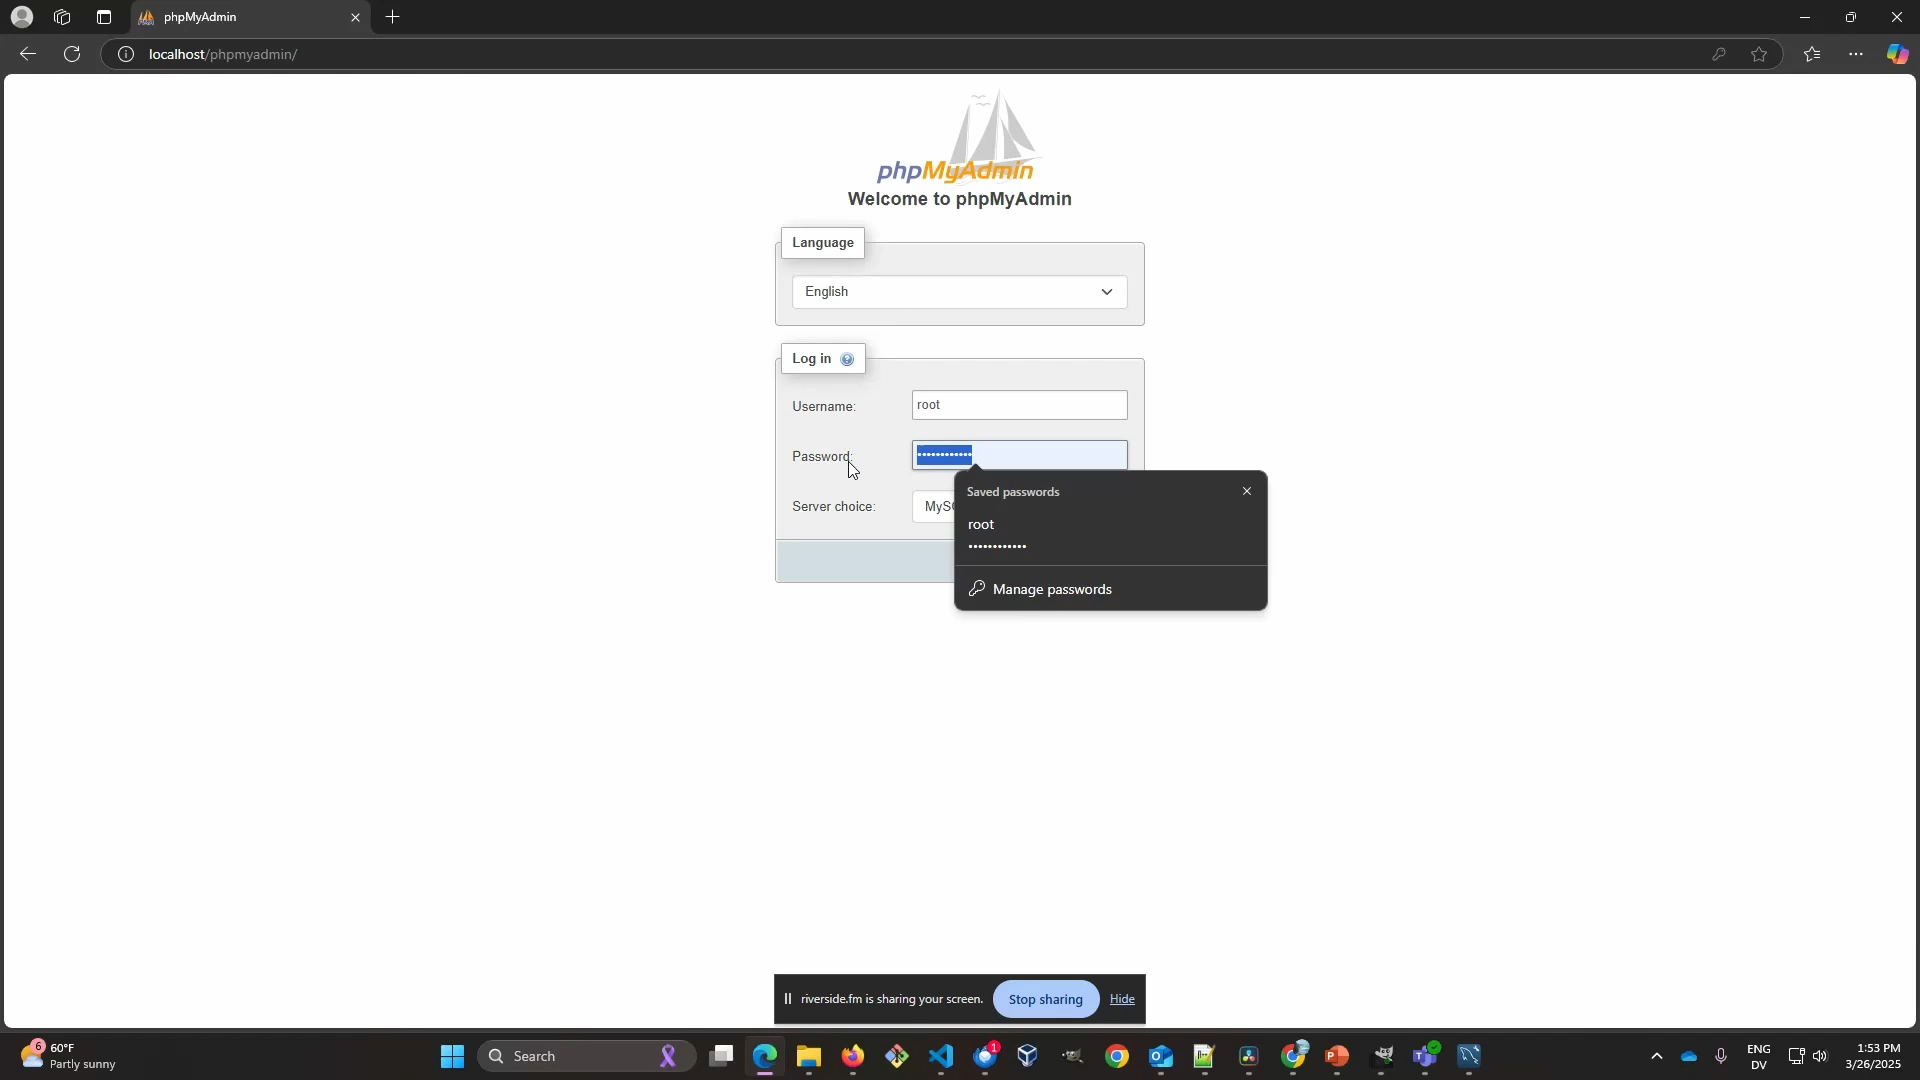 phpMyAdmin
localhost/phpmyadmin/
phpMyAdmin
Welcome to phpMyAdmin
Language
English
Log in
Username:
root
Password:
••••••••••••
Server choice:
Saved passwords
root
••••••••••••
Manage passwords
riverside.fm is sharing your screen.
Stop sharing
Hide
6
60°F
Partly sunny
Search
1
ENG
DV
1:53 PM
3/26/2025